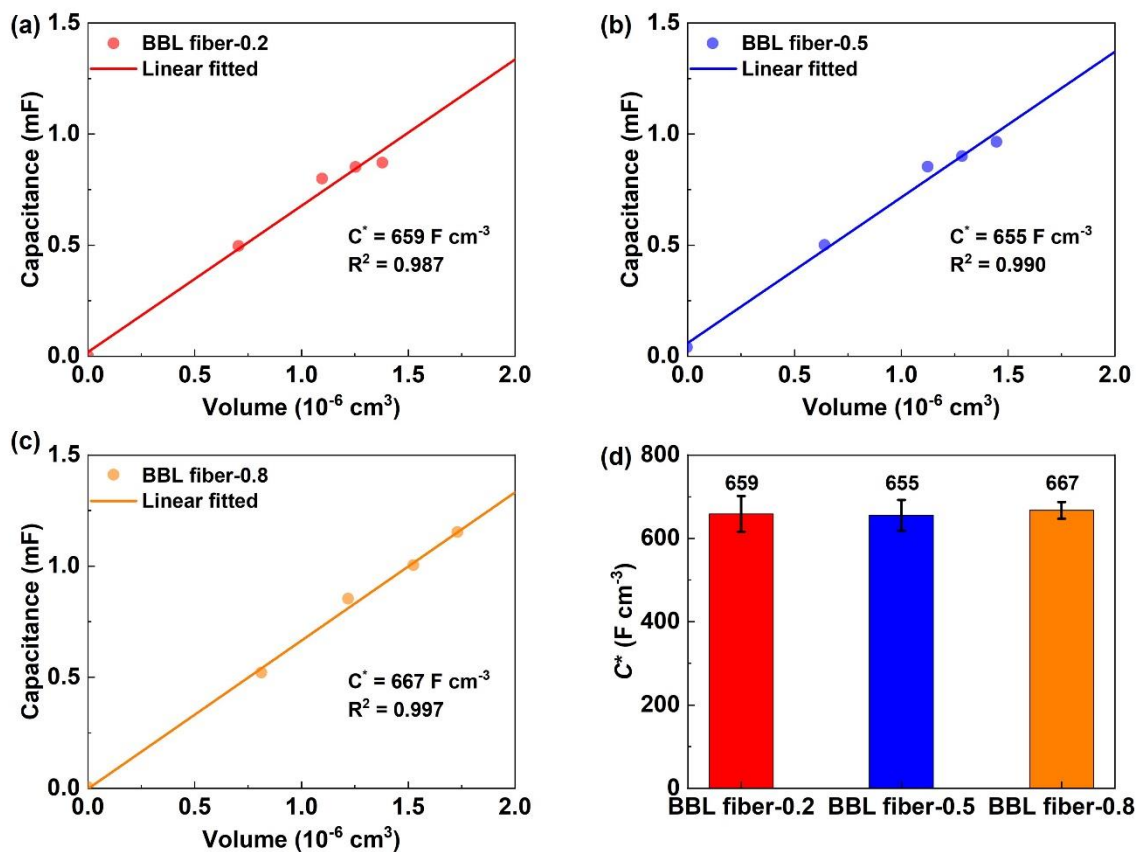 (a)
1.5
1.0
0.5
0.0
Capacitance (mF)
BBL fiber-0.2
Linear fitted
C* = 659 F cm⁻³
R² = 0.987
0.0 0.5 1.0 1.5 2.0
Volume (10⁻⁶ cm³)
(b)
1.5
1.0
0.5
0.0
Capacitance (mF)
BBL fiber-0.5
Linear fitted
C* = 655 F cm⁻³
R² = 0.990
0.0 0.5 1.0 1.5 2.0
Volume (10⁻⁶ cm³)
(c)
1.5
1.0
0.5
0.0
Capacitance (mF)
BBL fiber-0.8
Linear fitted
C* = 667 F cm⁻³
R² = 0.997
0.0 0.5 1.0 1.5 2.0
Volume (10⁻⁶ cm³)
(d)
800
600
400
200
0
C* (F cm⁻³)
659 655 667
BBL fiber-0.2 BBL fiber-0.5 BBL fiber-0.8